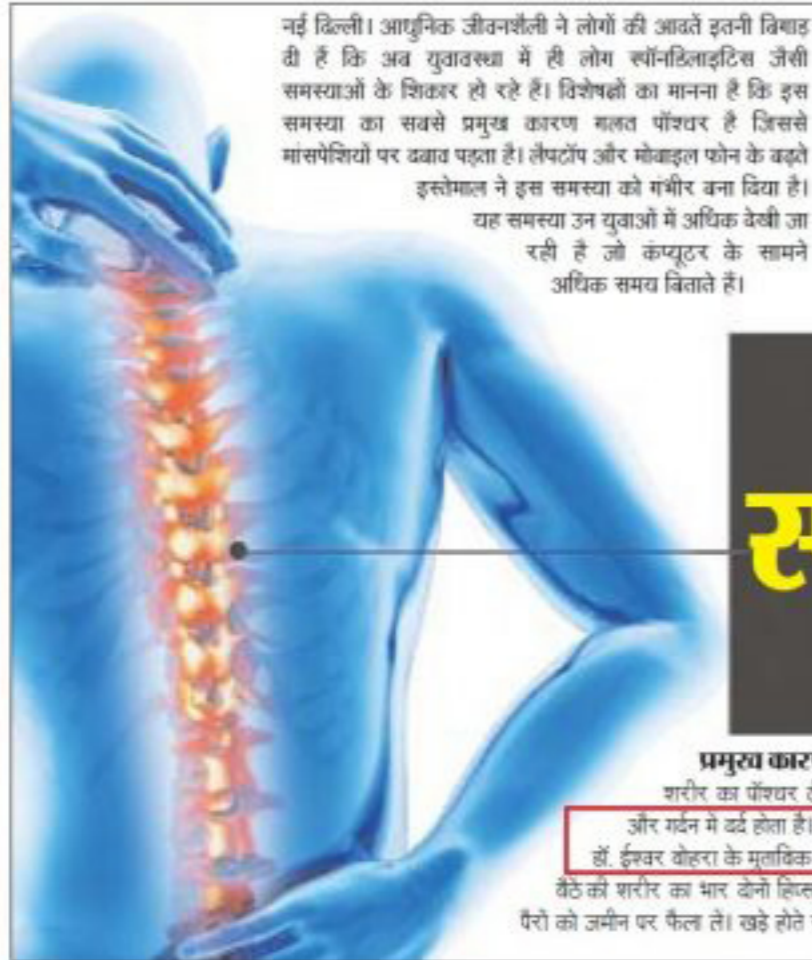 नई दिल्ली। आधुनिक जीवनशैली ने लोगों की आदतें इतनी बिगाड़
दी हैं कि अब युवावस्था में ही लोग स्पॉनडिलाइटिस जैसी
समस्याओं के शिकार हो रहे हैं। विशेषज्ञों का मानना है कि इस
समस्या का सबसे प्रमुख कारण गलत पॉश्चर है जिससे
मांसपेशियों पर दबाव पड़ता है। लैपटॉप और मोबाइल फोन के बढ़ते
इस्तेमाल ने इस समस्या को गंभीर बना दिया है।
यह समस्या उन युवाओं में अधिक देखी जा
रही है जो कंप्यूटर के सामने
अधिक समय बिताते हैं।
प्रमुख कार
शरीर का पॉश्चर
और गर्दन में दर्द होता है।
डॉ. ईश्वर बोहरा के मुताबिक
बैठे की शरीर का भार दोनों हिप्स
पैरों को जमीन पर फैला लें। खड़े होते